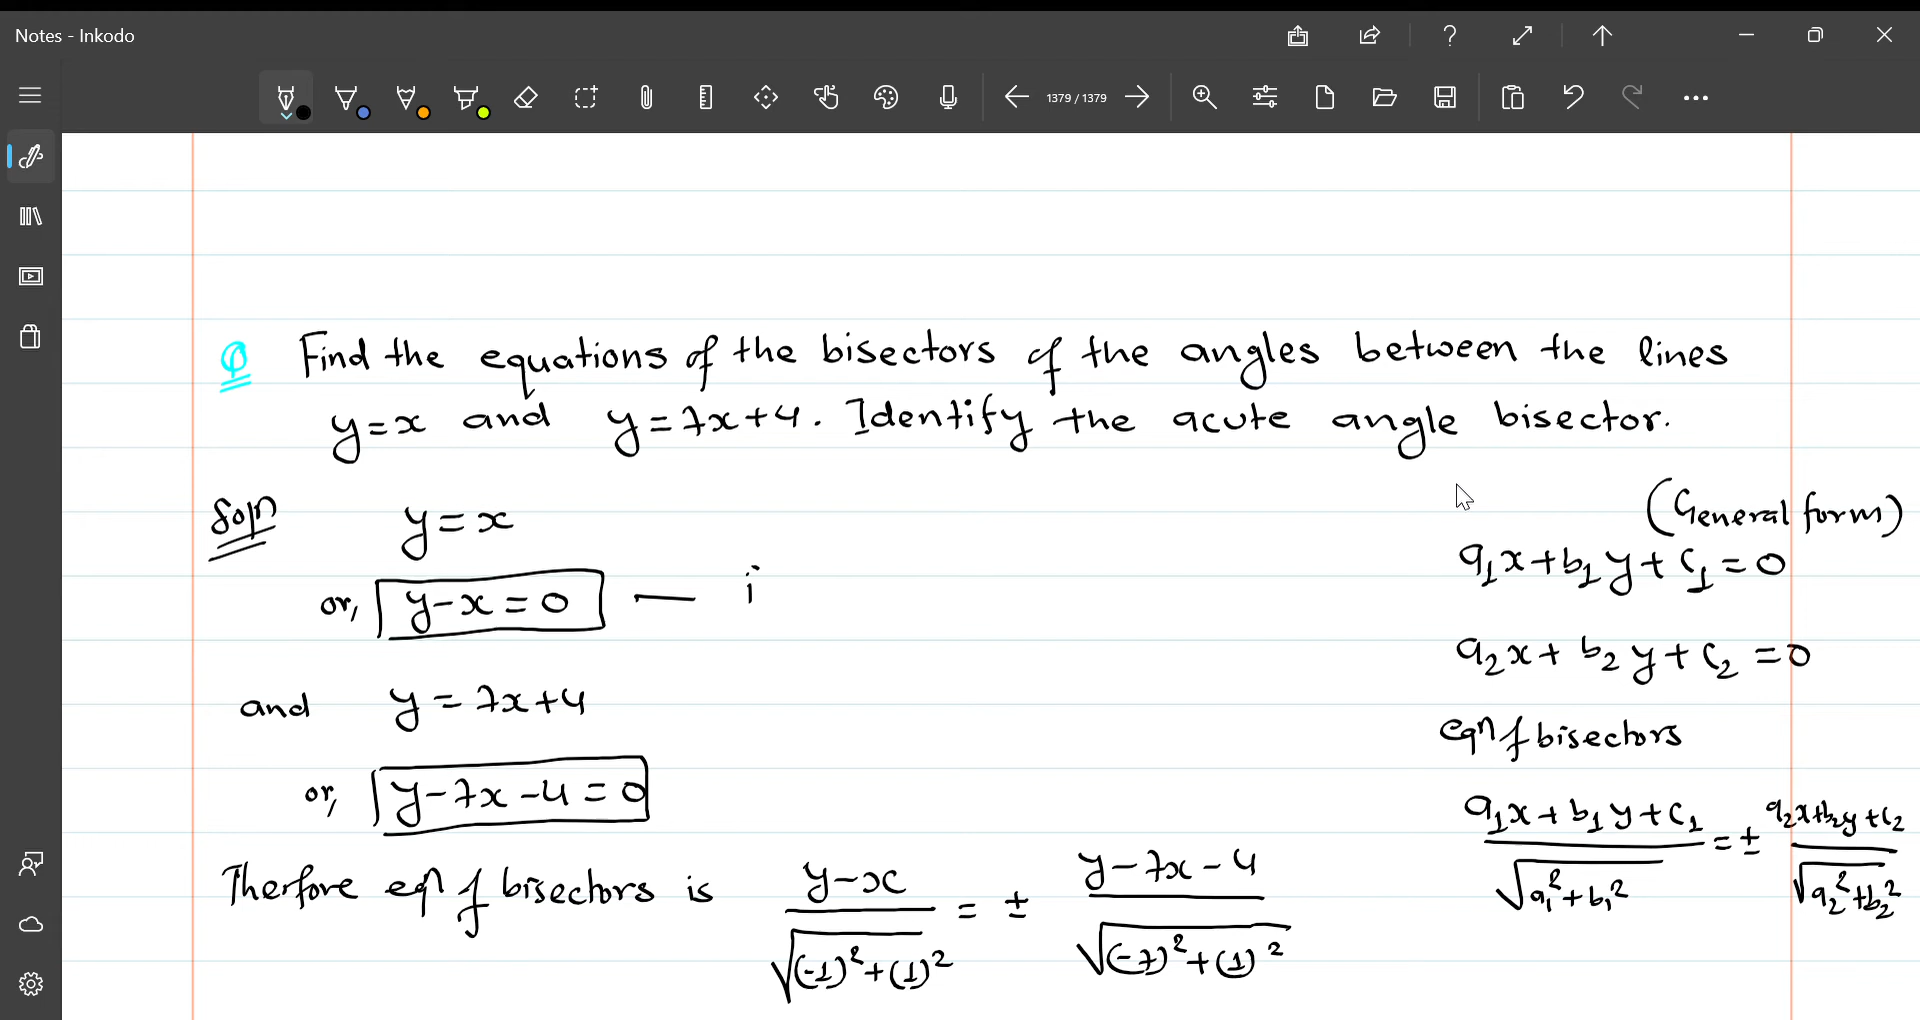 Notes - Inkodo
1379 / 1379
Q Find the equations of the bisectors of the angles between the lines
y=x and y=7x+4. Identify the acute angle bisector.
Soln y=x
(General form)
a₁x+b₁y+c₁=0
or, y-x=0 — i
a₂x+b₂y+c₂=0
and y=7x+4
eqn of bisectors
or, y-7x-4=0
(a₁x+b₁y+c₁)/√(a₁²+b₁²) = ± (a₂x+b₂y+c₂)/√(a₂²+b₂²)
Therfore eqn of bisectors is (y-x)/√((-1)²+(1)²) = ± (y-7x-4)/√((-7)²+(1)²)